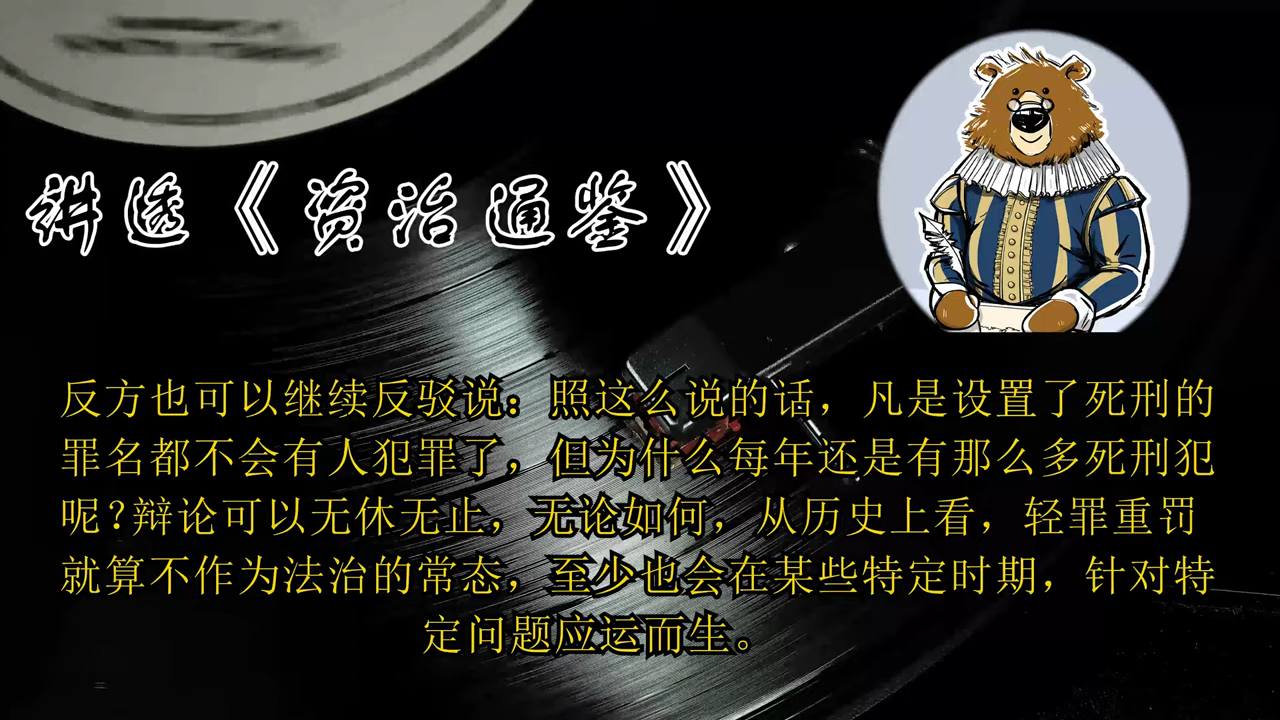 讲透《资治通鉴》
反方也可以继续反驳说：照这么说的话，凡是设置了死刑的
罪名都不会有人犯罪了，但为什么每年还是有那么多死刑犯
呢？辩论可以无休无止，无论如何，从历史上看，轻罪重罚
就算不作为法治的常态，至少也会在某些特定时期，针对特
定问题应运而生。